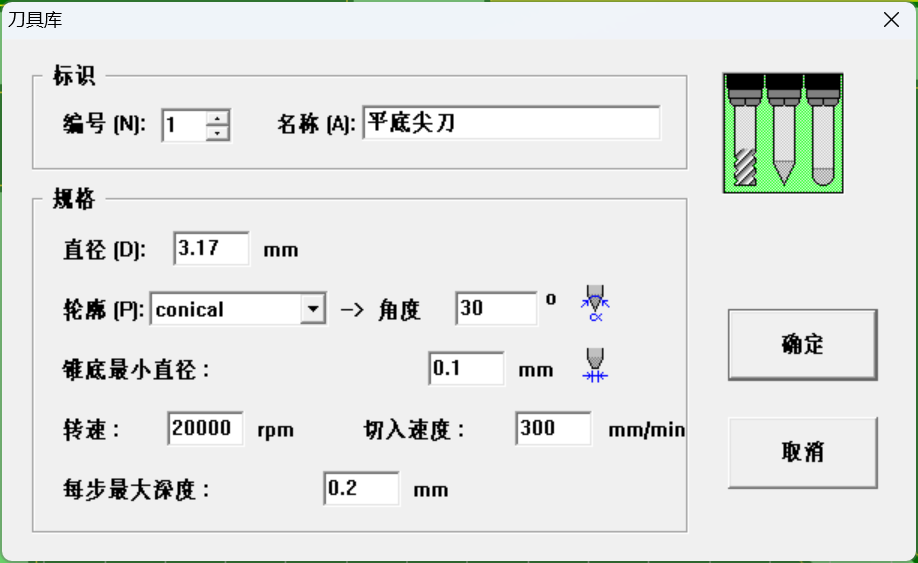 刀具库
标识
编号 (N): 1 名称 (A): 平底尖刀
规格
直径 (D): 3.17 mm
轮廓 (P): conical -> 角度 30 °
α
锥底最小直径 : 0.1 mm
转速 : 20000 rpm 切入速度 : 300 mm/min
每步最大深度 : 0.2 mm
确定
取消